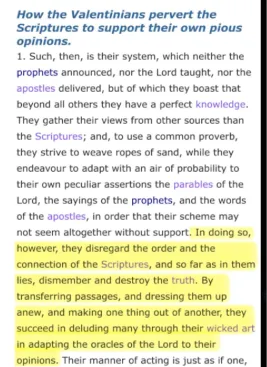 How the Valentinians pervert the
Scriptures to support their own pious
opinions.
1. Such, then, is their system, which neither the
prophets announced, nor the Lord taught, nor the
apostles delivered, but of which they boast that
beyond all others they have a perfect knowledge.
They gather their views from other sources than
the Scriptures; and, to use a common proverb,
they strive to weave ropes of sand, while they
endeavour to adapt with an air of probability to
their own peculiar assertions the parables of the
Lord, the sayings of the prophets, and the words
of the apostles, in order that their scheme may
not seem altogether without support. In doing so,
however, they disregard the order and the
connection of the Scriptures, and so far as in them
lies, dismember and destroy the truth. By
transferring passages, and dressing them up
anew, and making one thing out of another, they
succeed in deluding many through their wicked art
in adapting the oracles of the Lord to their
opinions. Their manner of acting is just as if one,